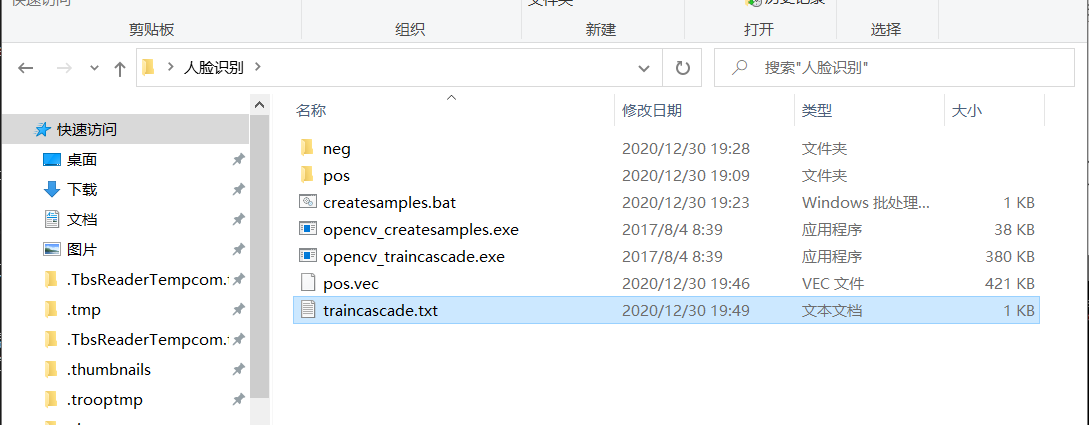 快速访问
文件夹
历史记录
剪贴板
组织
新建
打开
选择
人脸识别
搜索"人脸识别"
名称
修改日期
类型
大小
快速访问
桌面
下载
文档
图片
.TbsReaderTempcom.
.tmp
.TbsReaderTempcom.
.thumbnails
.trooptmp
neg 2020/12/30 19:28 文件夹
pos 2020/12/30 19:09 文件夹
createsamples.bat 2020/12/30 19:23 Windows 批处理... 1 KB
opencv_createsamples.exe 2017/8/4 8:39 应用程序 38 KB
opencv_traincascade.exe 2017/8/4 8:39 应用程序 380 KB
pos.vec 2020/12/30 19:46 VEC 文件 421 KB
traincascade.txt 2020/12/30 19:49 文本文档 1 KB